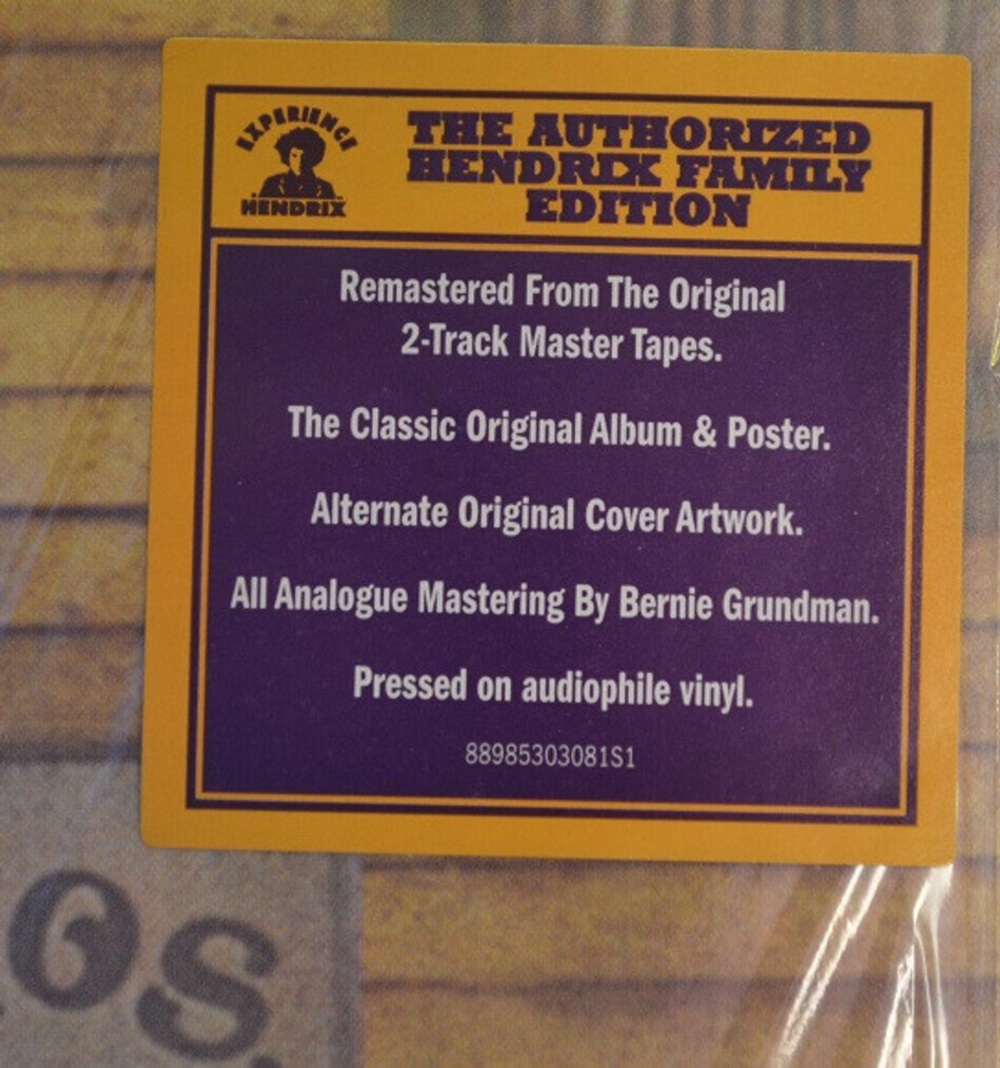 EXPERIENCE
HENDRIX
THE AUTHORIZED
HENDRIX FAMILY
EDITION
Remastered From The Original
2-Track Master Tapes.
The Classic Original Album & Poster.
Alternate Original Cover Artwork.
All Analogue Mastering By Bernie Grundman.
Pressed on audiophile vinyl.
88985303081S1
os.